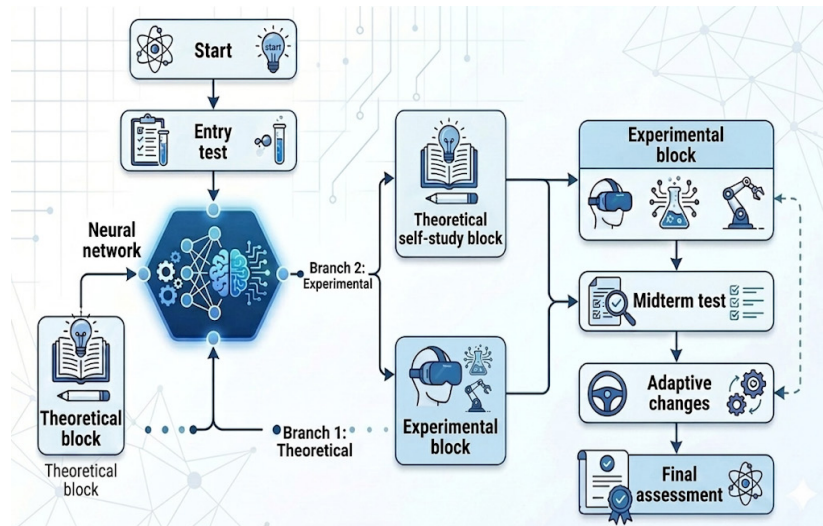 Start
start
Entry
test
Neural
network
Theoretical
block
Theoretical
block
Branch 2:
Experimental
Branch 1:
Theoretical
Theoretical
self-study block
Experimental
block
Experimental
block
Midterm test
Adaptive
changes
Final
assessment